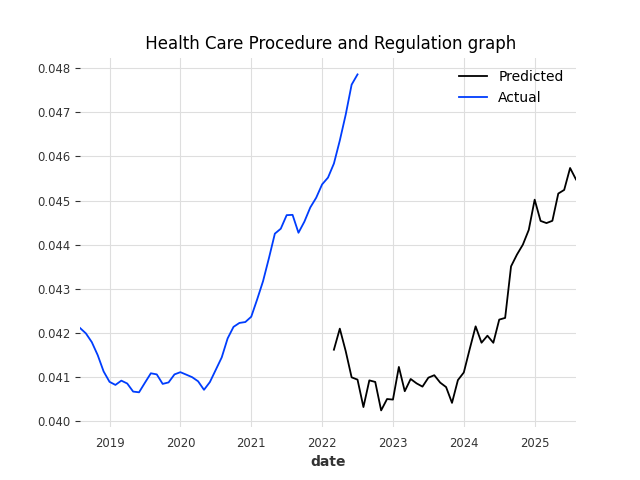 Health Care Procedure and Regulation graph
Predicted
Actual
0.048
0.047
0.046
0.045
0.044
0.043
0.042
0.041
0.040
2019 2020 2021 2022 2023 2024 2025
date